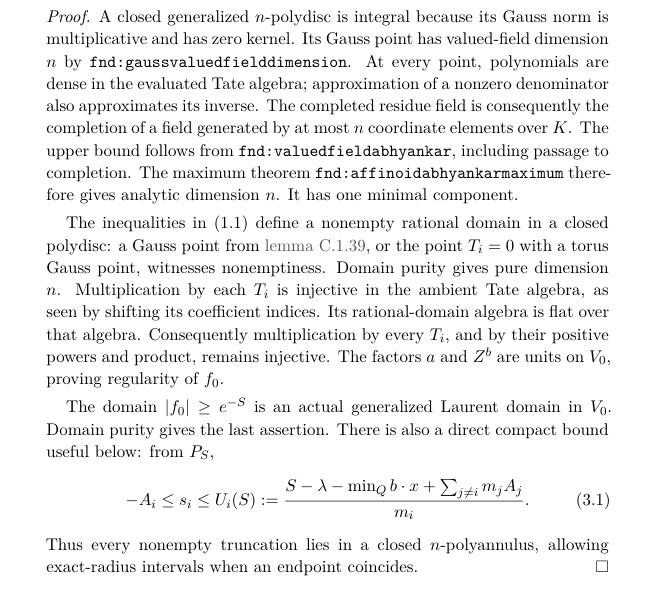 Proof. A closed generalized n-polydisc is integral because its Gauss norm is
multiplicative and has zero kernel. Its Gauss point has valued-field dimension
n by fnd:gaussvaluedfielddimension. At every point, polynomials are
dense in the evaluated Tate algebra; approximation of a nonzero denominator
also approximates its inverse. The completed residue field is consequently the
completion of a field generated by at most n coordinate elements over K. The
upper bound follows from fnd:valuedfieldabhyankar, including passage to
completion. The maximum theorem fnd:affinoidabhyankarmaximum there-
fore gives analytic dimension n. It has one minimal component.
The inequalities in (1.1) define a nonempty rational domain in a closed
polydisc: a Gauss point from lemma C.1.39, or the point T_i = 0 with a torus
Gauss point, witnesses nonemptiness. Domain purity gives pure dimension
n. Multiplication by each T_i is injective in the ambient Tate algebra, as
seen by shifting its coefficient indices. Its rational-domain algebra is flat over
that algebra. Consequently multiplication by every T_i, and by their positive
powers and product, remains injective. The factors a and Z^b are units on V_0,
proving regularity of f_0.
The domain |f_0| ≥ e^{-S} is an actual generalized Laurent domain in V_0.
Domain purity gives the last assertion. There is also a direct compact bound
useful below: from P_S,
-A_i ≤ s_i ≤ U_i(S) := \frac{S - λ - min_Q b · x + ∑_{j≠i} m_j A_j}{m_i}. (3.1)
Thus every nonempty truncation lies in a closed n-polyannulus, allowing
exact-radius intervals when an endpoint coincides. □